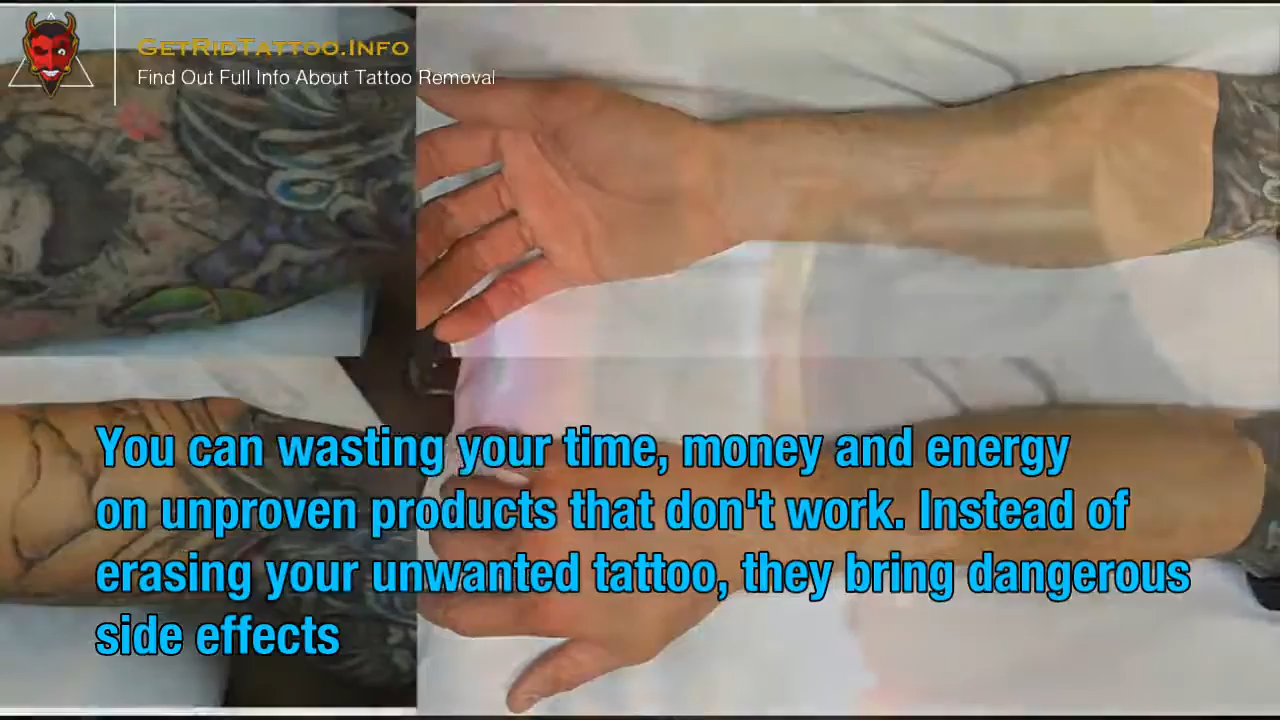 GetRidTattoo.Info
Find Out Full Info About Tattoo Removal
You can wasting your time, money and energy
on unproven products that don't work. Instead of
erasing your unwanted tattoo, they bring dangerous
side effects